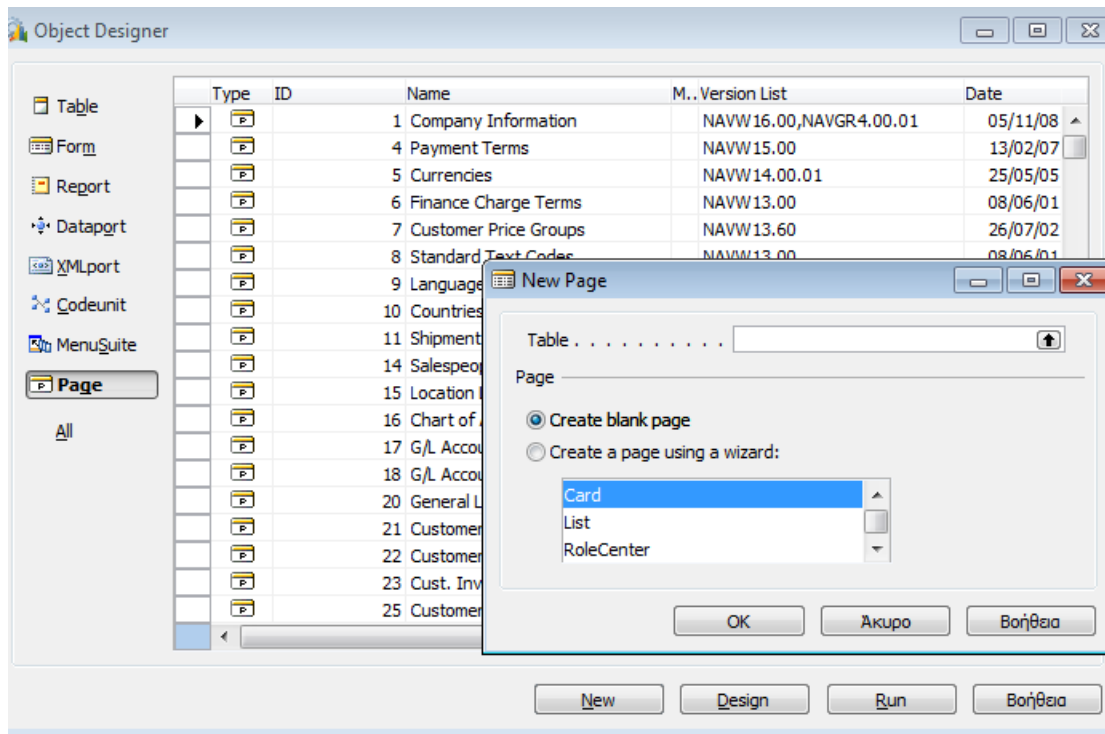 Object Designer
Type ID Name M.. Version List Date
Table
Form
Report
Dataport
XMLport
Codeunit
MenuSuite
Page
All
1 Company Information NAVW16.00,NAVGR4.00.01 05/11/08
4 Payment Terms NAVW15.00 13/02/07
5 Currencies NAVW14.00.01 25/05/05
6 Finance Charge Terms NAVW13.00 08/06/01
7 Customer Price Groups NAVW13.60 26/07/02
8 Standard Text Codes NAVW13.00 08/06/01
9 Language
10 Countries
11 Shipment
14 Salespeo
15 Location
16 Chart of
17 G/L Accou
18 G/L Accou
20 General L
21 Customer
22 Customer
23 Cust. Inv
25 Customer
New Page
Table . . . . . . . . . .
Page
Create blank page
Create a page using a wizard:
Card
List
RoleCenter
OK Άκυρο Βοήθεια
New Design Run Βοήθεια